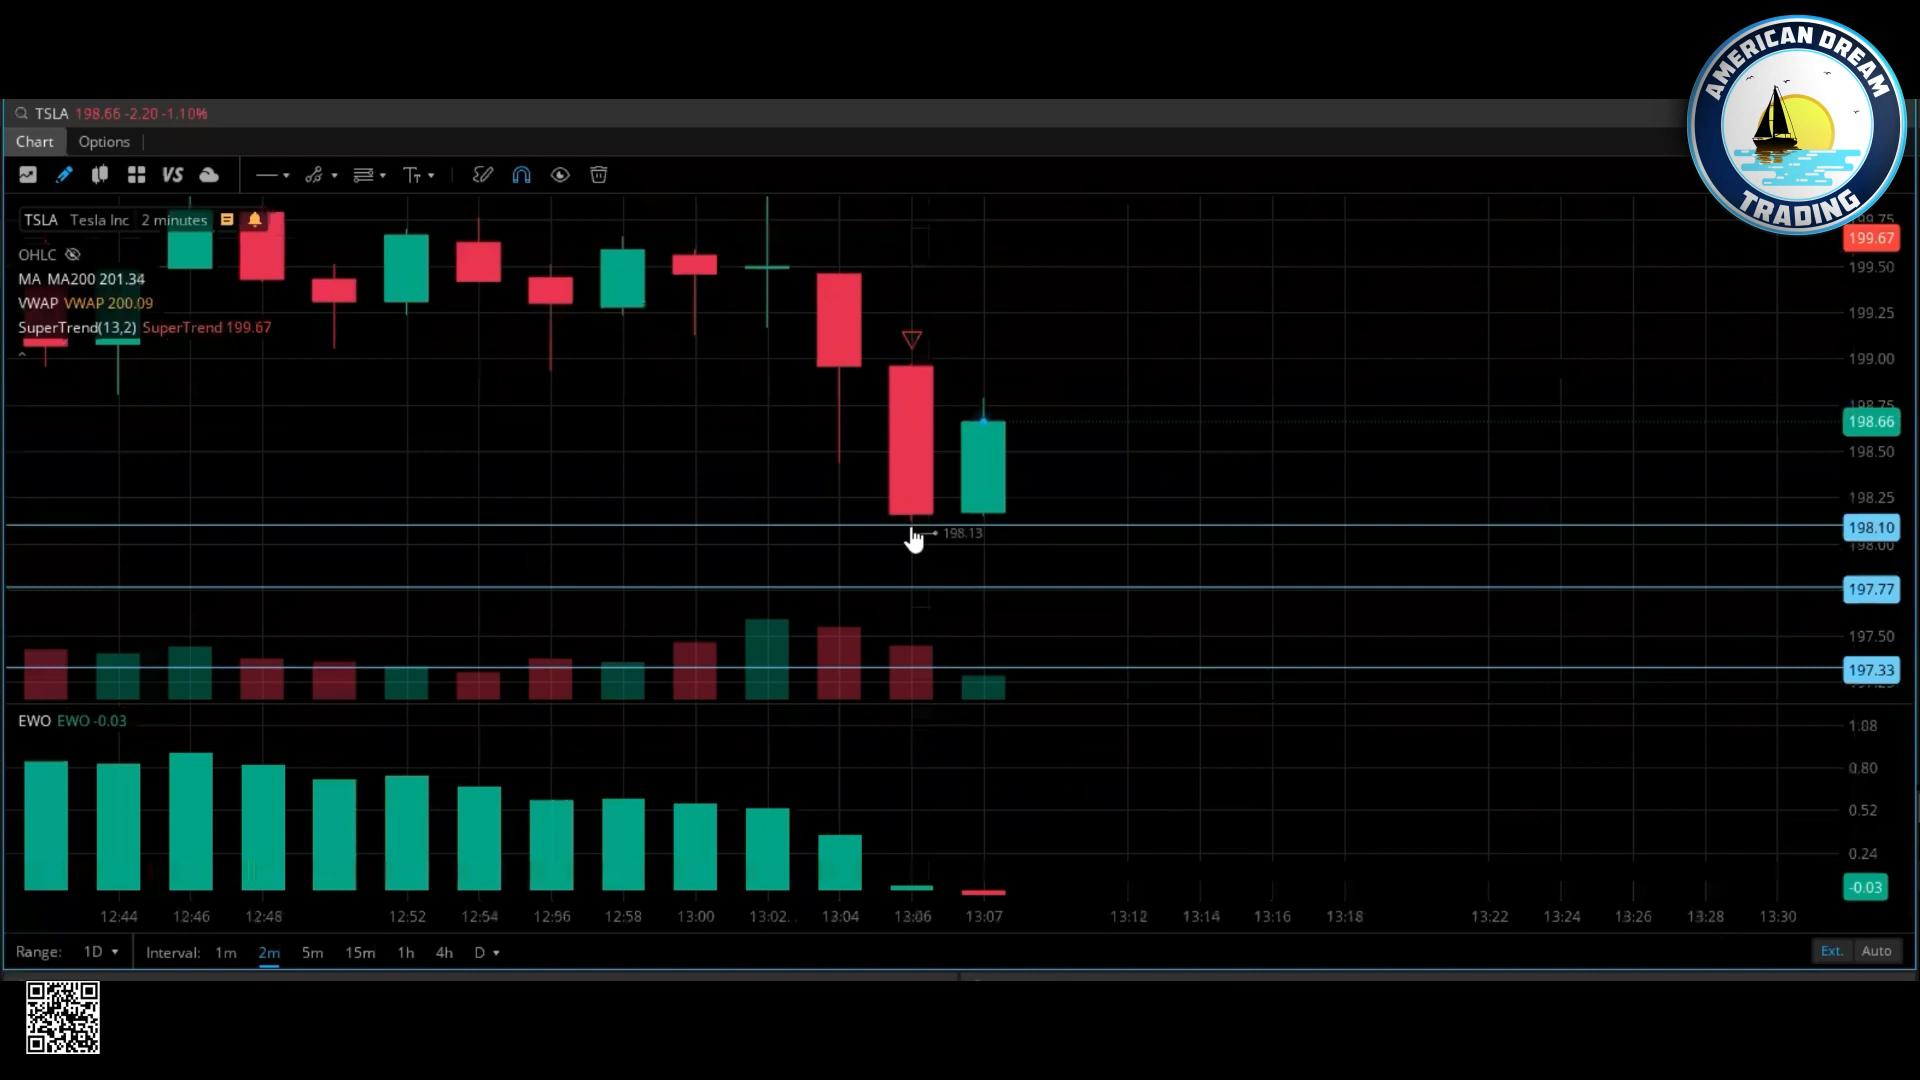 AMERICAN DREAM
TRADING
TSLA 198.66 -2.20 -1.10%
Chart Options
VS
TSLA Tesla Inc 2 minutes
OHLC
MA MA200 201.34
VWAP VWAP 200.09
SuperTrend(13,2) SuperTrend 199.67
199.75
199.67
199.50
199.25
199.00
198.75
198.66
198.50
198.25
198.10
198.13
198.00
197.77
197.50
197.33
EWO EWO -0.03
1.08
0.80
0.52
0.24
-0.03
12:44 12:46 12:48 12:52 12:54 12:56 12:58 13:00 13:02 13:04 13:06 13:07 13:12 13:14 13:16 13:18 13:22 13:24 13:26 13:28 13:30
Range: 1D Interval: 1m 2m 5m 15m 1h 4h D Ext. Auto